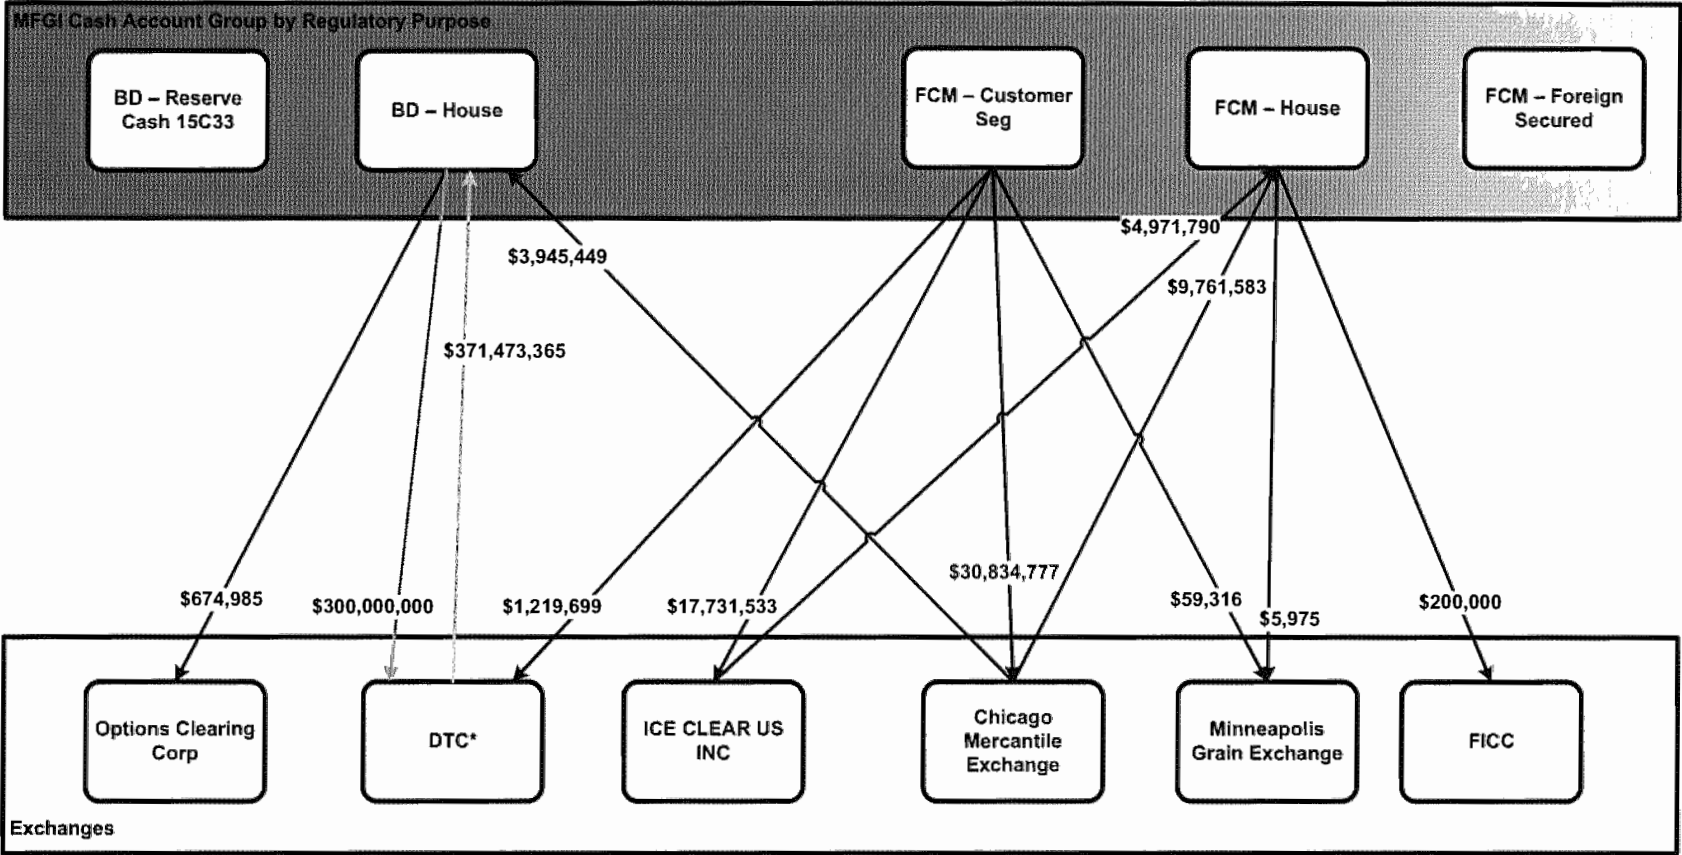 MFGI Cash Account Group by Regulatory Purpose
BD – Reserve
Cash 15C33
BD – House
FCM – Customer
Seg
FCM – House
FCM – Foreign
Secured
$4,971,790
$3,945,449
$9,761,583
$371,473,365
$30,834,777
$674,985
$300,000,000
$1,219,699
$17,731,533
$59,316
$5,975
$200,000
Options Clearing
Corp
DTC*
ICE CLEAR US
INC
Chicago
Mercantile
Exchange
Minneapolis
Grain Exchange
FICC
Exchanges